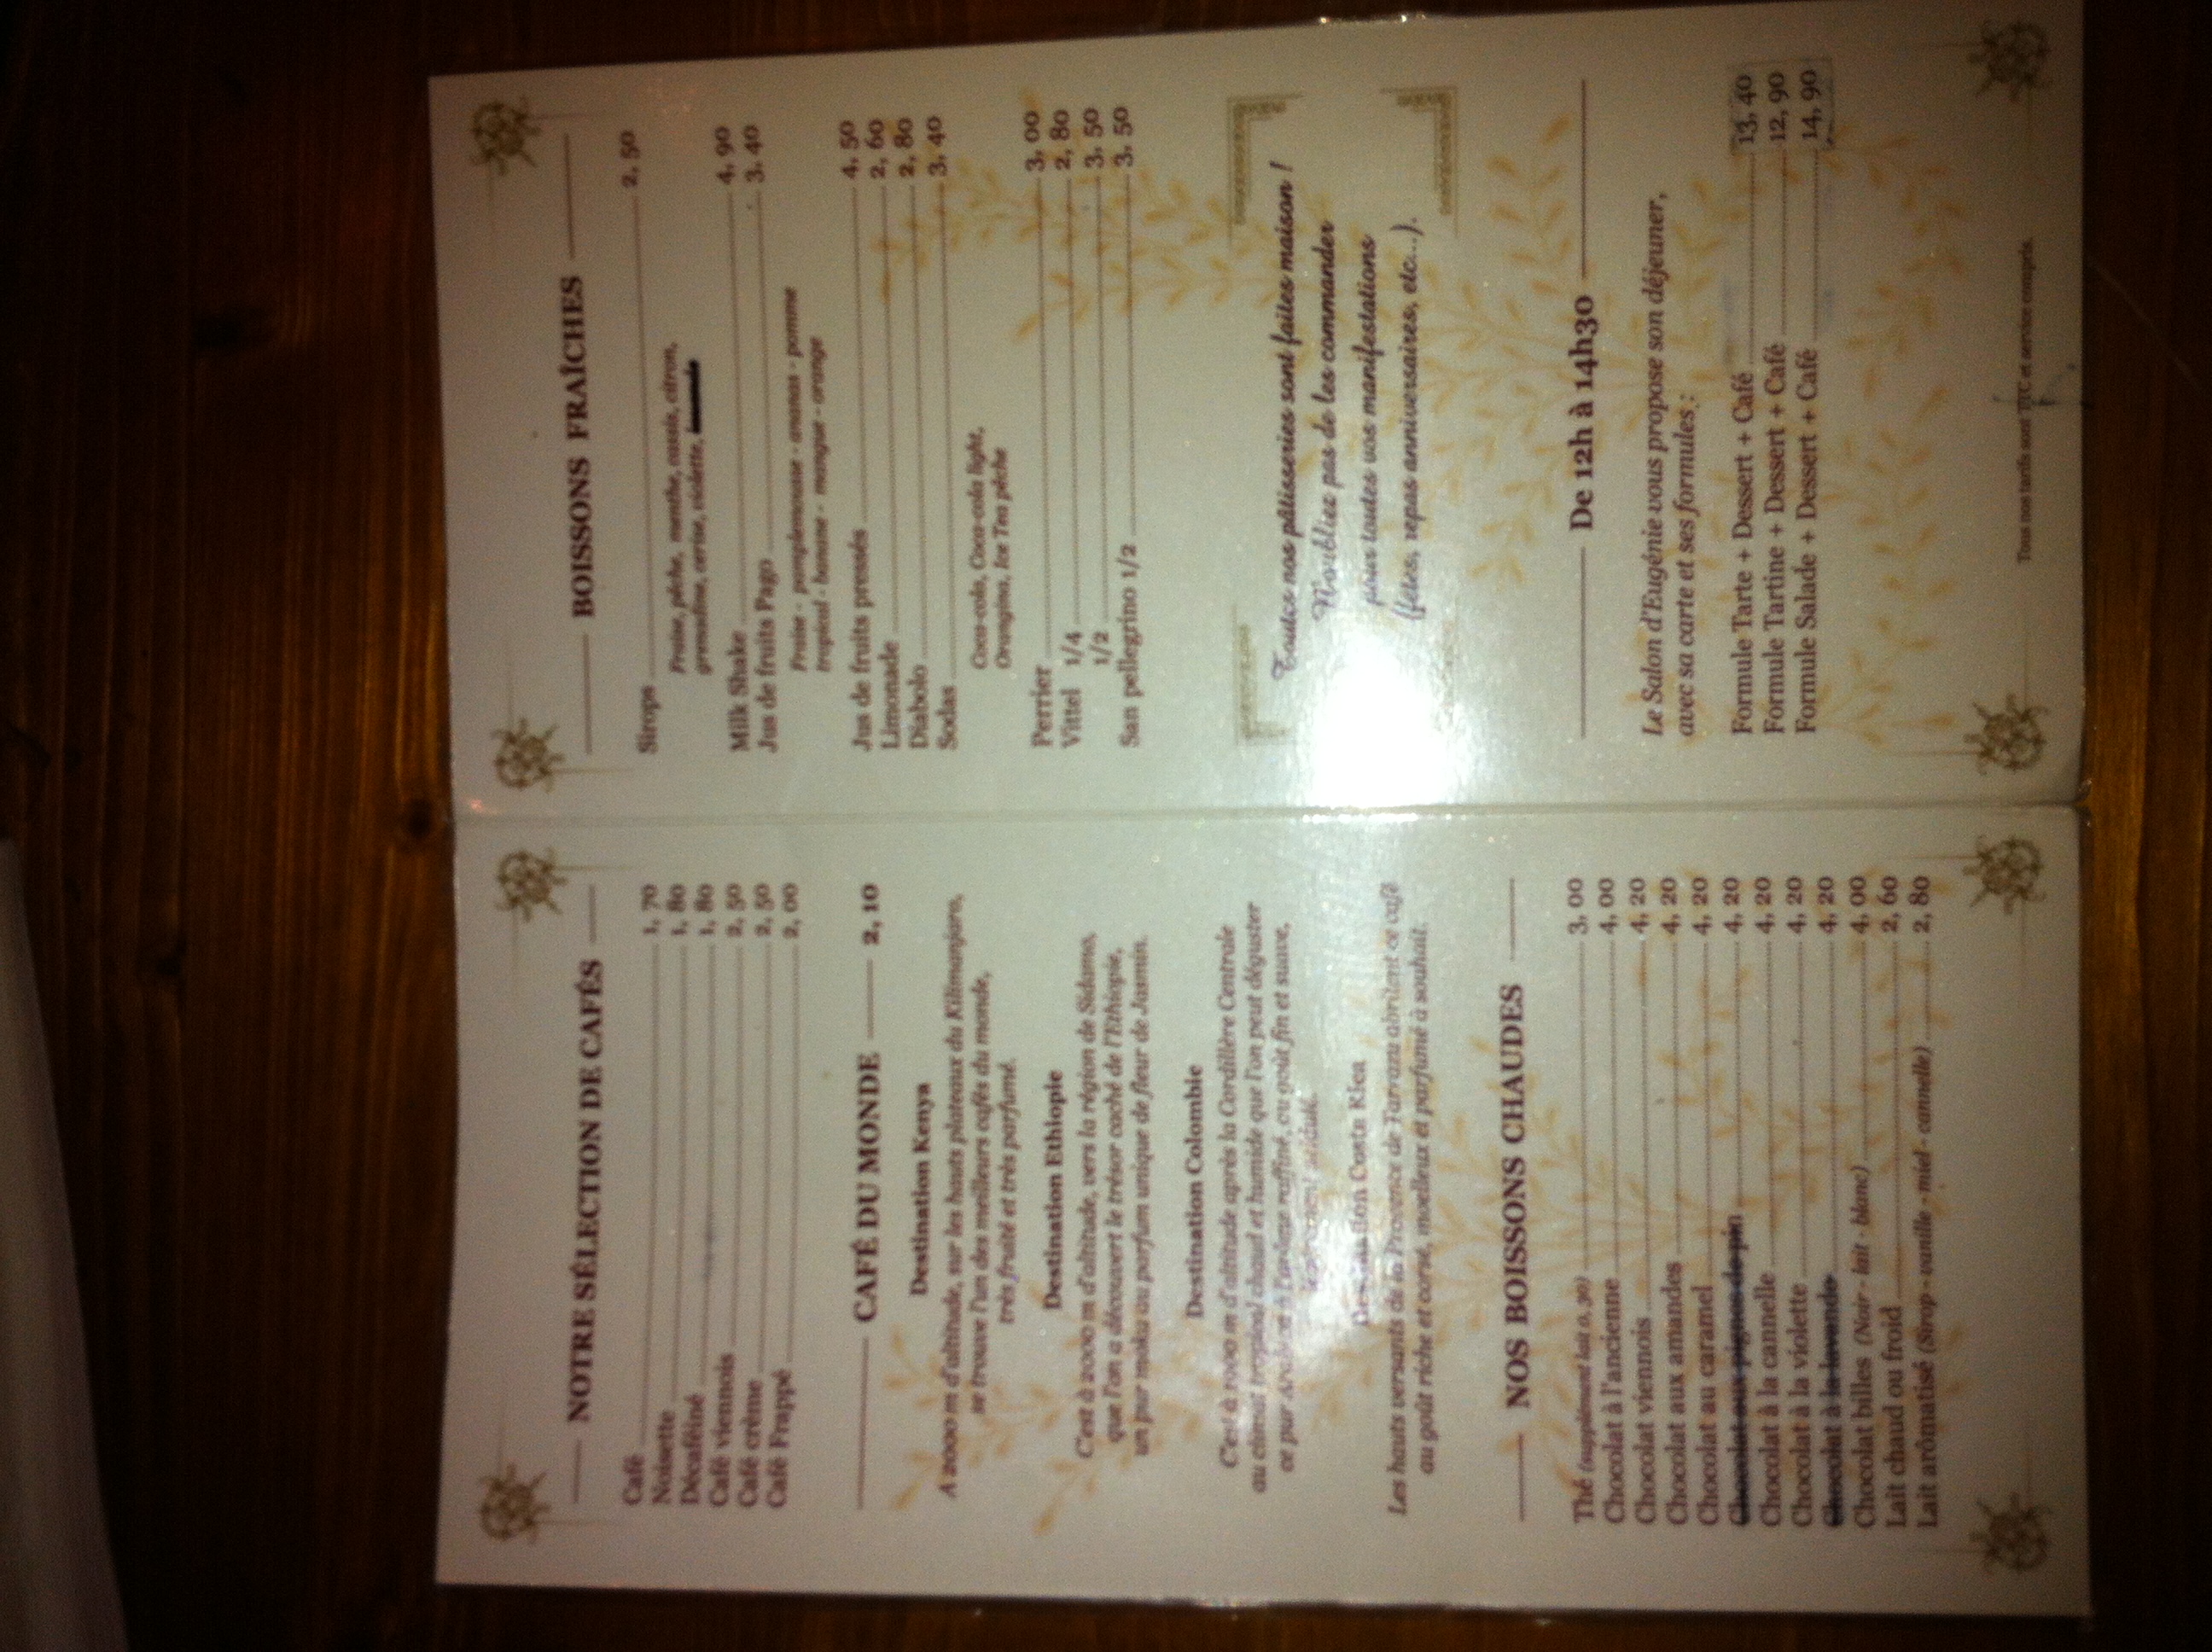 NOTRE SÉLECTION DE CAFÉS
Café 1, 70
Noisette 1, 80
Décaféiné 1, 80
Café viennois 2, 50
Café crème 2, 50
Café Frappé 2, 00
CAFÉ DU MONDE 2, 10
Destination Kenya
A 2000 m d'altitude, sur les hauts plateaux du Kilimanjaro,
se trouve l'un des meilleurs cafés du monde,
très fruité et très parfumé.
Destination Ethiopie
C'est à 2000 m d'altitude, vers la région de Sidamo,
que l'on a découvert le trésor caché de l'Ethiopie,
un pur moka au parfum unique de fleur de Jasmin.
Destination Colombie
C'est à 1900 m d'altitude après la Cordillère Centrale
au climat tropical chaud et humide que l'on peut déguster
ce pur Arabica à l'arôme raffiné, au goût fin et suave,
légèrement acidulé.
Destination Costa Rica
Les hauts versants de la Provence de Tarrazu abritent ce café
au goût riche et corsé, moelleux et parfumé à souhait.
NOS BOISSONS CHAUDES
Thé (supplément lait 0, 30) 3, 00
Chocolat à l'ancienne 4, 00
Chocolat viennois 4, 20
Chocolat aux amandes 4, 20
Chocolat au caramel 4, 20
Chocolat aux pignes de pin 4, 20
Chocolat à la cannelle 4, 20
Chocolat à la violette 4, 20
Chocolat à la lavande 4, 20
Chocolat billes (Noir - lait - blanc) 4, 00
Lait chaud ou froid 2, 60
Lait arômatisé (Sirop - vanille - miel - cannelle) 2, 80
BOISSONS FRAÎCHES
Sirops 2, 50
Fraise, pêche, menthe, cassis, citron,
grenadine, cerise, violette,
Milk Shake 4, 90
Jus de fruits Pago 3, 40
Fraise - pamplemousse - ananas - pomme
tropical - banane - mangue - orange
Jus de fruits pressés 4, 50
Limonade 2, 60
Diabolo 2, 80
Sodas 3, 40
Coca-cola, Coca-cola light,
Orangina, Ice Tea pêche
Perrier 3, 00
Vittel 1/4 2, 80
1/2 3, 50
San pellegrino 1/2 3, 50
Toutes nos pâtisseries sont faites maison !
N'oubliez pas de les commander
pour toutes vos manifestations
(fêtes, repas anniversaires, etc...).
De 12h à 14h30
Le Salon d'Eugénie vous propose son déjeuner,
avec sa carte et ses formules :
Formule Tarte + Dessert + Café 13, 40
Formule Tartine + Dessert + Café 12, 90
Formule Salade + Dessert + Café 14, 90
Tous nos tarifs sont TTC et service compris.